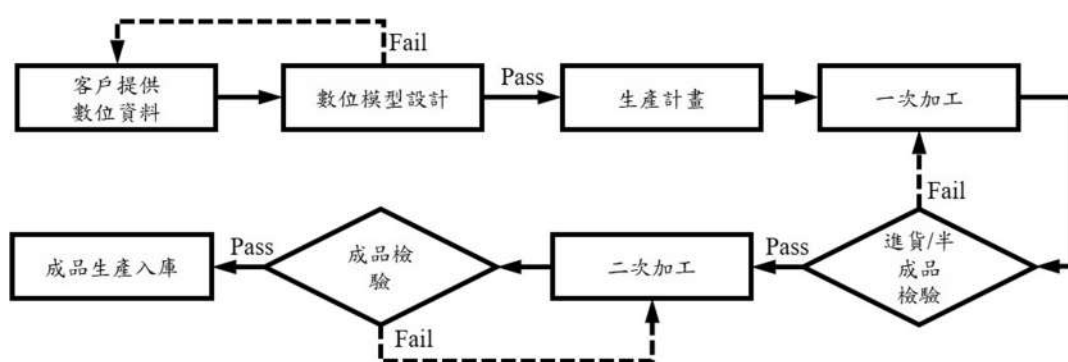 Fail
客戶提供
數位資料
數位模型設計
Pass
生產計畫
一次加工
Fail
進貨/半
成品
檢驗
Pass
二次加工
成品檢
驗
Fail
Pass
成品生產入庫